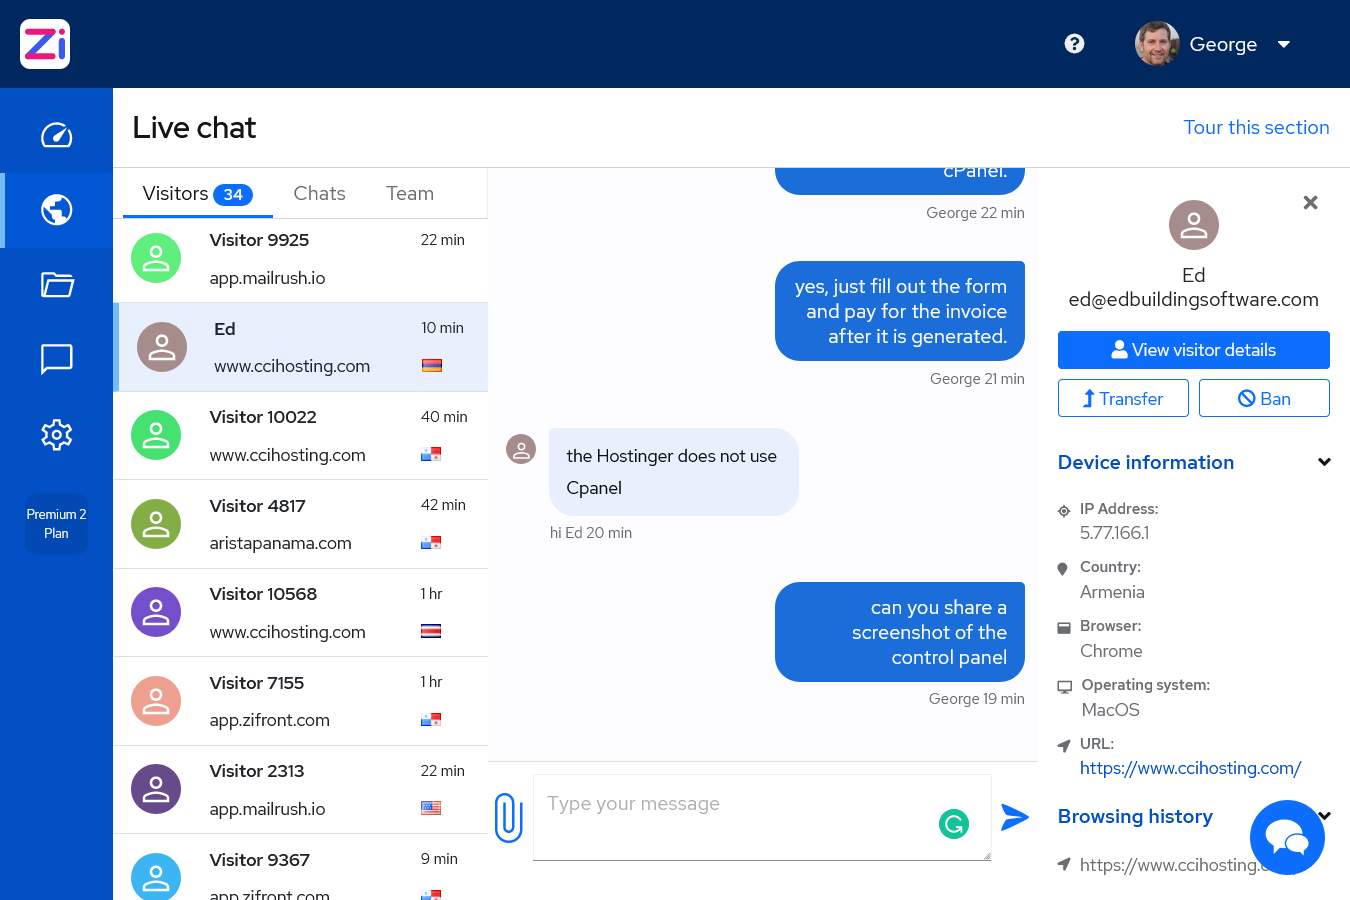 Zi
George
Live chat
Tour this section
Visitors 34
Chats
Team
Visitor 9925
22 min
app.mailrush.io
Ed
10 min
www.ccihosting.com
Visitor 10022
40 min
www.ccihosting.com
Visitor 4817
42 min
aristapanama.com
Visitor 10568
1 hr
www.ccihosting.com
Visitor 7155
1 hr
app.zifront.com
Visitor 2313
22 min
app.mailrush.io
Visitor 9367
9 min
app.zifront.com
Premium 2
Plan
cPanel.
George 22 min
yes, just fill out the form
and pay for the invoice
after it is generated.
George 21 min
the Hostinger does not use
Cpanel
hi Ed 20 min
can you share a
screenshot of the
control panel
George 19 min
Type your message
Ed
ed@edbuildingsoftware.com
View visitor details
Transfer
Ban
Device information
IP Address:
5.77.166.1
Country:
Armenia
Browser:
Chrome
Operating system:
MacOS
URL:
https://www.ccihosting.com/
Browsing history
https://www.ccihosting.c